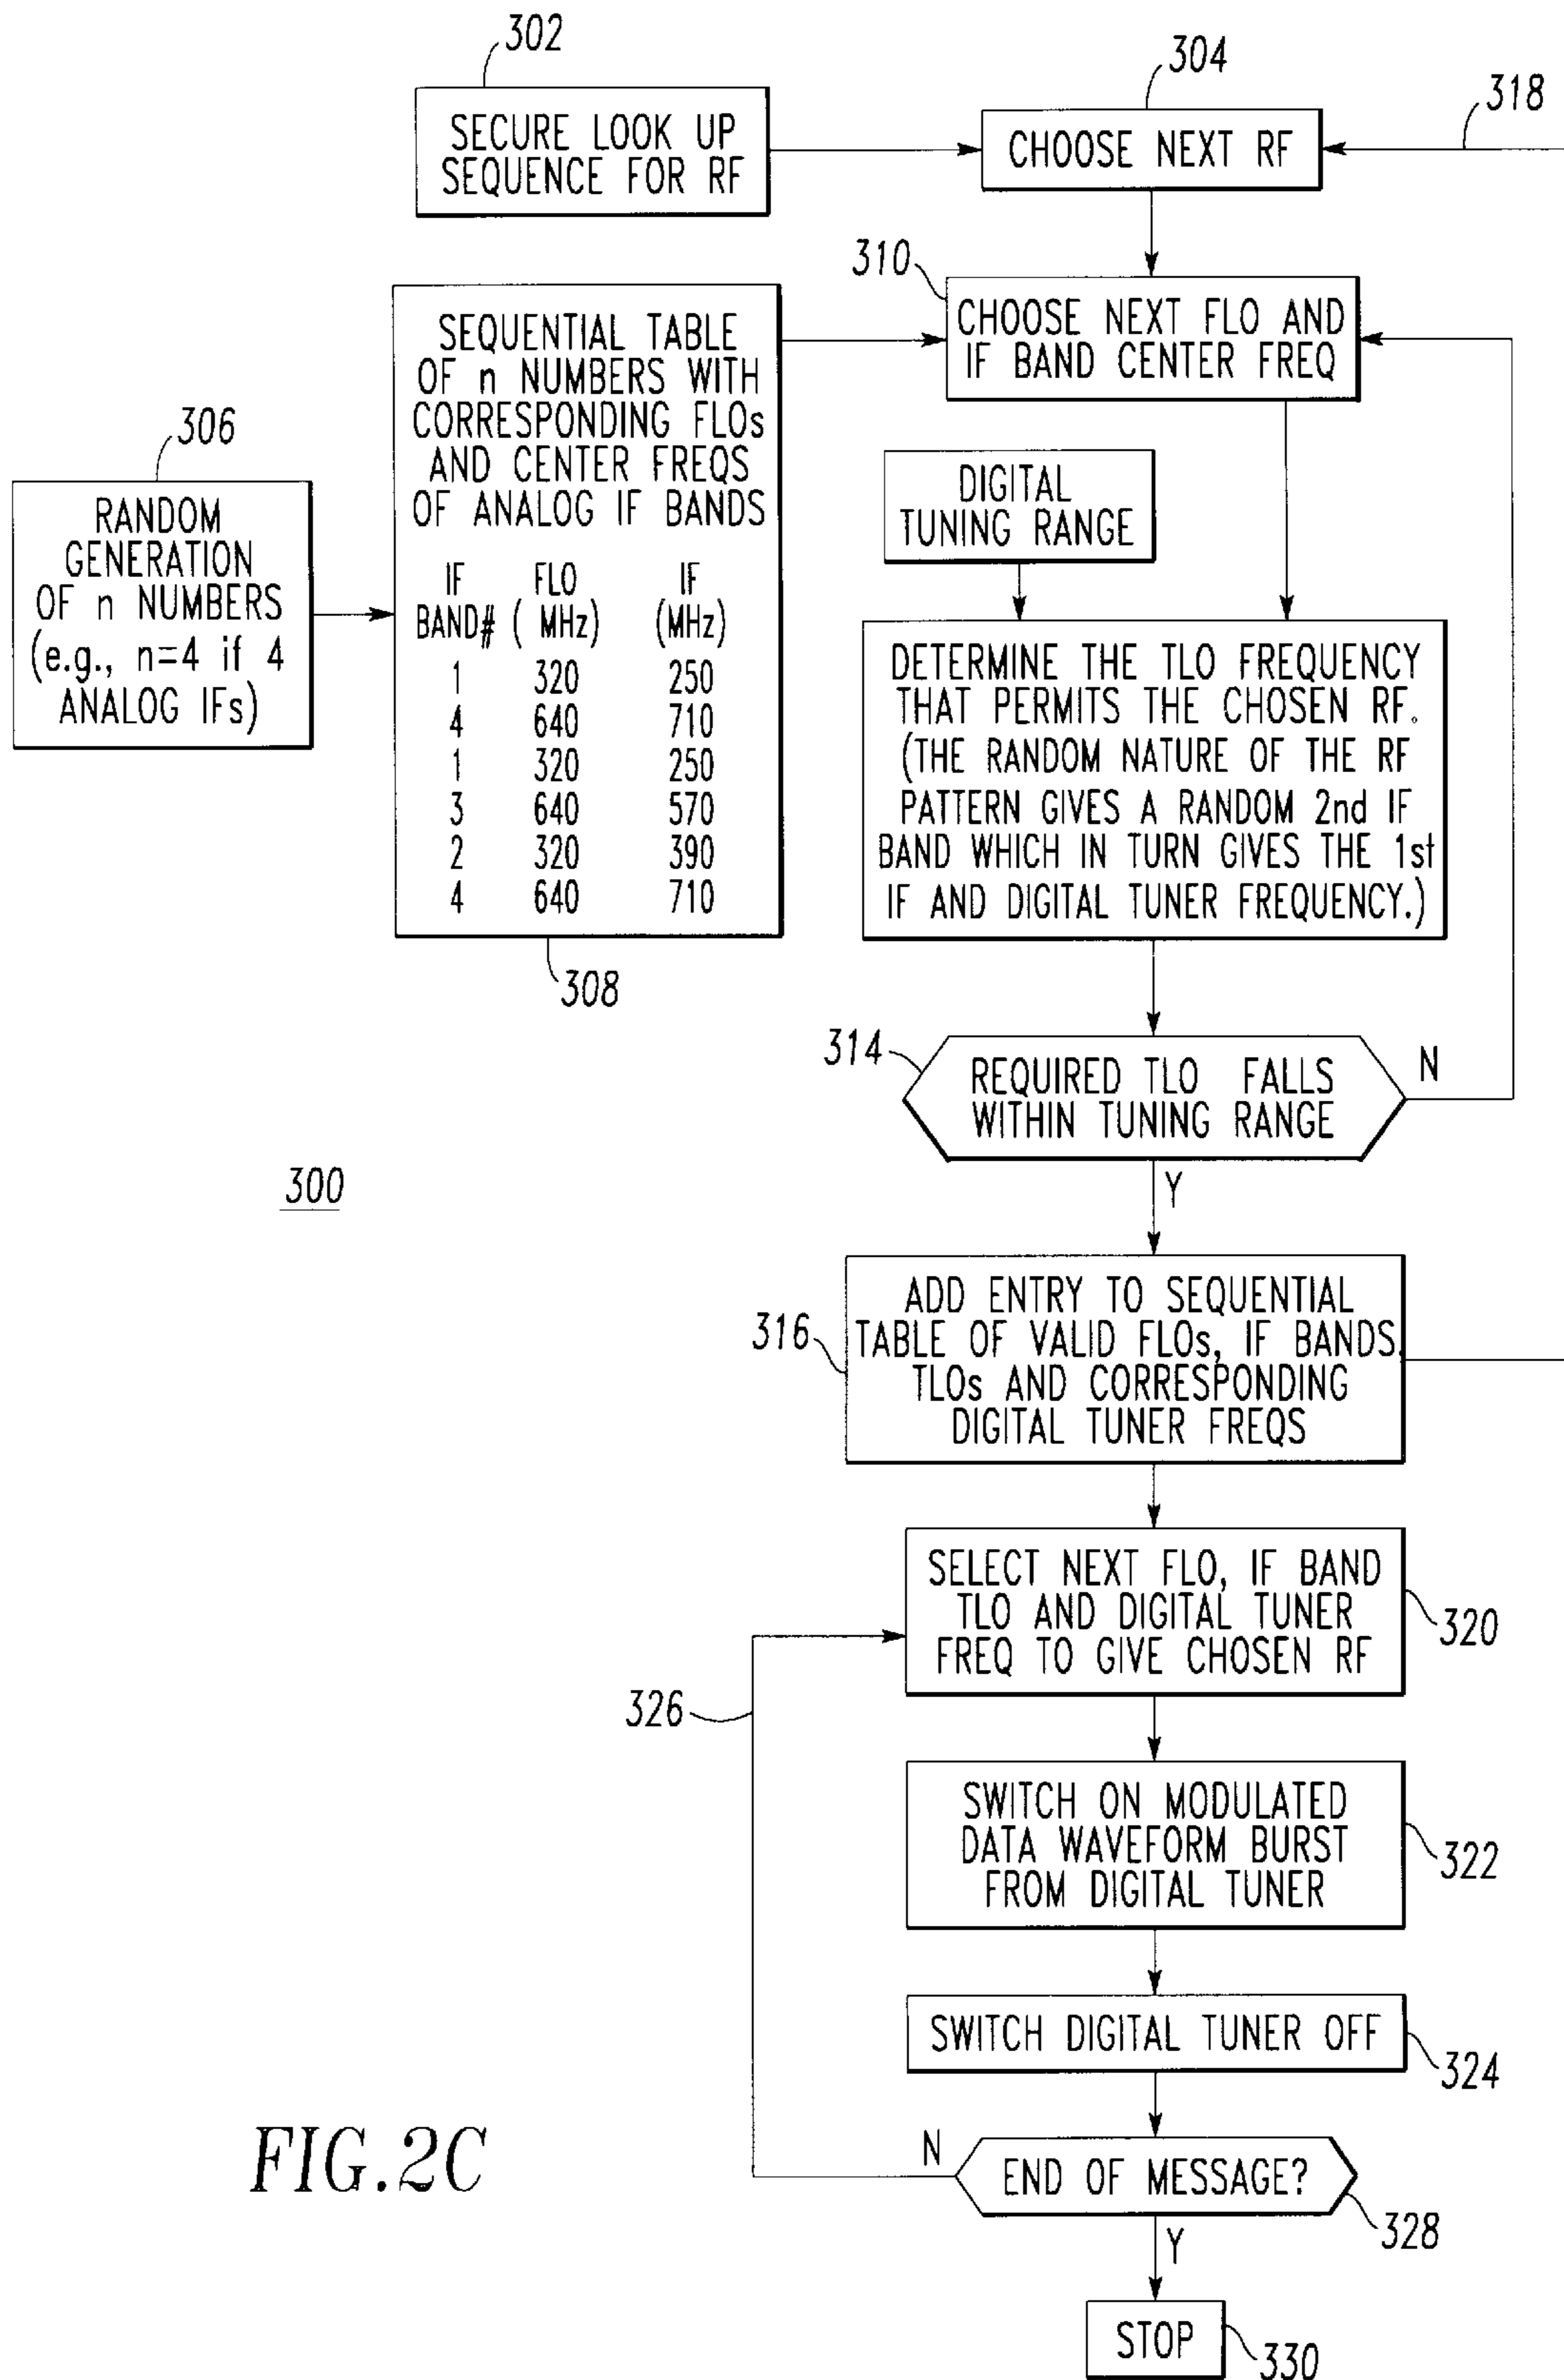 302
SECURE LOOK UP
SEQUENCE FOR RF
304
CHOOSE NEXT RF
318
310
CHOOSE NEXT FLO AND
IF BAND CENTER FREQ
306
RANDOM
GENERATION
OF n NUMBERS
(e.g., n=4 if 4
ANALOG IFs)
SEQUENTIAL TABLE
OF n NUMBERS WITH
CORRESPONDING FLOs
AND CENTER FREQS
OF ANALOG IF BANDS
IF FLO IF
BAND# ( MHz) (MHz)
1 320 250
4 640 710
1 320 250
3 640 570
2 320 390
4 640 710
308
DIGITAL
TUNING RANGE
DETERMINE THE TLO FREQUENCY
THAT PERMITS THE CHOSEN RF.
(THE RANDOM NATURE OF THE RF
PATTERN GIVES A RANDOM 2nd IF
BAND WHICH IN TURN GIVES THE 1st
IF AND DIGITAL TUNER FREQUENCY.)
314
REQUIRED TLO FALLS
WITHIN TUNING RANGE
N
Y
300
316
ADD ENTRY TO SEQUENTIAL
TABLE OF VALID FLOs, IF BANDS,
TLOs AND CORRESPONDING
DIGITAL TUNER FREQS
SELECT NEXT FLO, IF BAND
TLO AND DIGITAL TUNER
FREQ TO GIVE CHOSEN RF
320
326
SWITCH ON MODULATED
DATA WAVEFORM BURST
FROM DIGITAL TUNER
322
SWITCH DIGITAL TUNER OFF
324
N
END OF MESSAGE?
328
Y
STOP
330
FIG.2C